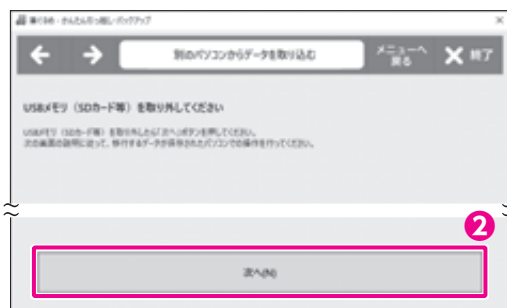 筆ぐるめ - かんたん引っ越し・バックアップ
別のパソコンからデータを取り込む
メニューへ
戻る
終了
USBメモリ（SDカード等）を取り外してください
USBメモリ（SDカード等）を取り外したら「次へ」ボタンを押してください。
次の画面の説明に従って、移行するデータが保存されたパソコンでの操作を行ってください。
2
次へ(N)